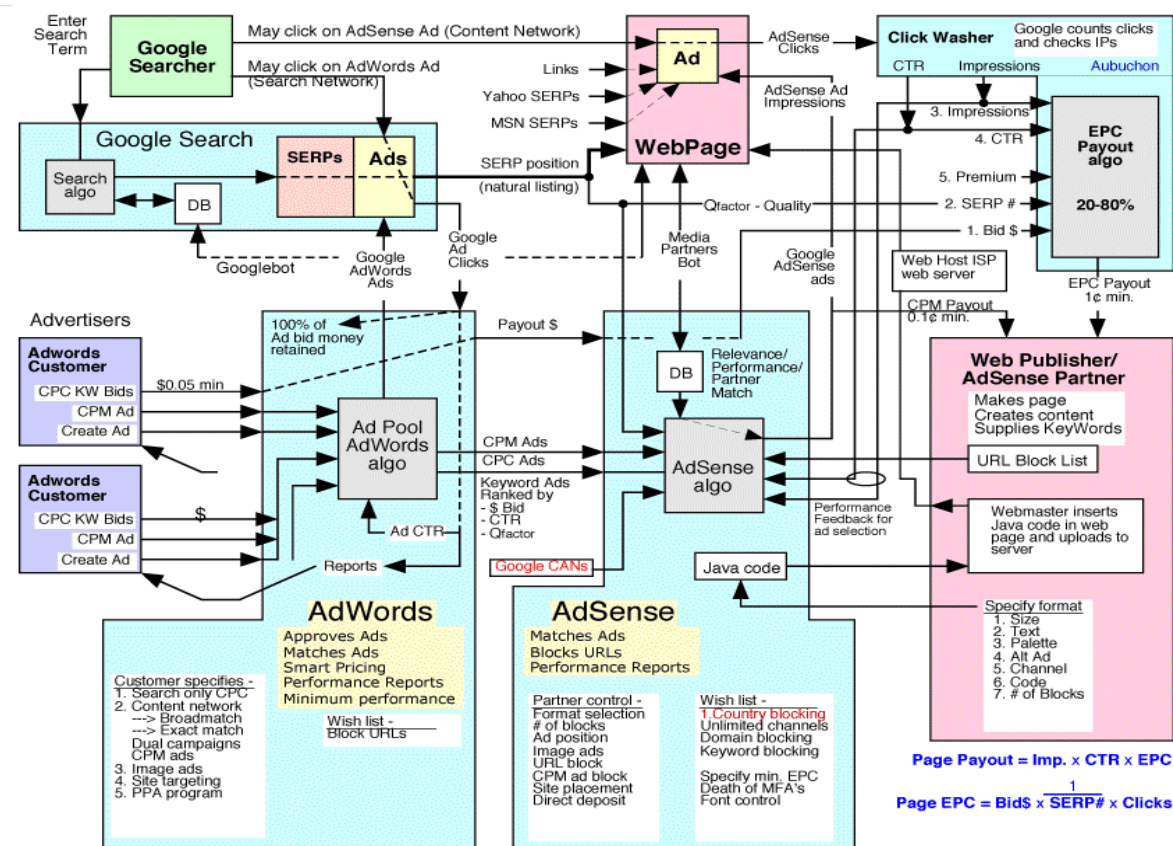 Enter
Search
Term
Google
Searcher
May click on AdSense Ad (Content Network)
May click on AdWords Ad
(Search Network)
Links
Yahoo SERPs
MSN SERPs
Ad
WebPage
AdSense
Clicks
AdSense Ad
Impressions
Click Washer
Google counts clicks
and checks IPs
CTR
Impressions
Aubuchon
3. Impressions
4. CTR
5. Premium
2. SERP #
1. Bid $
EPC
Payout
algo
20-80%
EPC Payout
1¢ min.
Google Search
Search
algo
DB
SERPs
Ads
SERP position
(natural listing)
Qfactor - Quality
Googlebot
Google
AdWords
Ads
Google
Ad
Clicks
Media
Partners
Bot
Google
AdSense
ads
Web Host ISP
web server
CPM Payout
0.1¢ min.
Advertisers
Adwords
Customer
CPC KW Bids
CPM Ad
Create Ad
$0.05 min
Adwords
Customer
CPC KW Bids
CPM Ad
Create Ad
$
100% of
Ad bid money
retained
Payout $
Ad Pool
AdWords
algo
CPM Ads
CPC Ads
Keyword Ads
Ranked by
- $ Bid
- CTR
- Qfactor
Ad CTR
Reports
Google CANs
DB
Relevance/
Performance/
Partner
Match
AdSense
algo
Performance
Feedback for
ad selection
Java code
Web Publisher/
AdSense Partner
Makes page
Creates content
Supplies KeyWords
URL Block List
Webmaster inserts
Java code in web
page and uploads to
server
Specify format
1. Size
2. Text
3. Palette
4. Alt Ad
5. Channel
6. Code
7. # of Blocks
AdWords
Approves Ads
Matches Ads
Smart Pricing
Performance Reports
Minimum performance
Customer specifies -
1. Search only CPC
2. Content network
---> Broadmatch
---> Exact match
Dual campaigns
CPM ads
3. Image ads
4. Site targeting
5. PPA program
Wish list -
Block URLs
AdSense
Matches Ads
Blocks URLs
Performance Reports
Partner control -
Format selection
# of blocks
Ad position
Image ads
URL block
CPM ad block
Site placement
Direct deposit
Wish list -
1.Country blocking
Unlimited channels
Domain blocking
Keyword blocking
Specify min. EPC
Death of MFA's
Font control
Page Payout = Imp. x CTR x EPC
Page EPC = Bid$ x 1/SERP# x Clicks